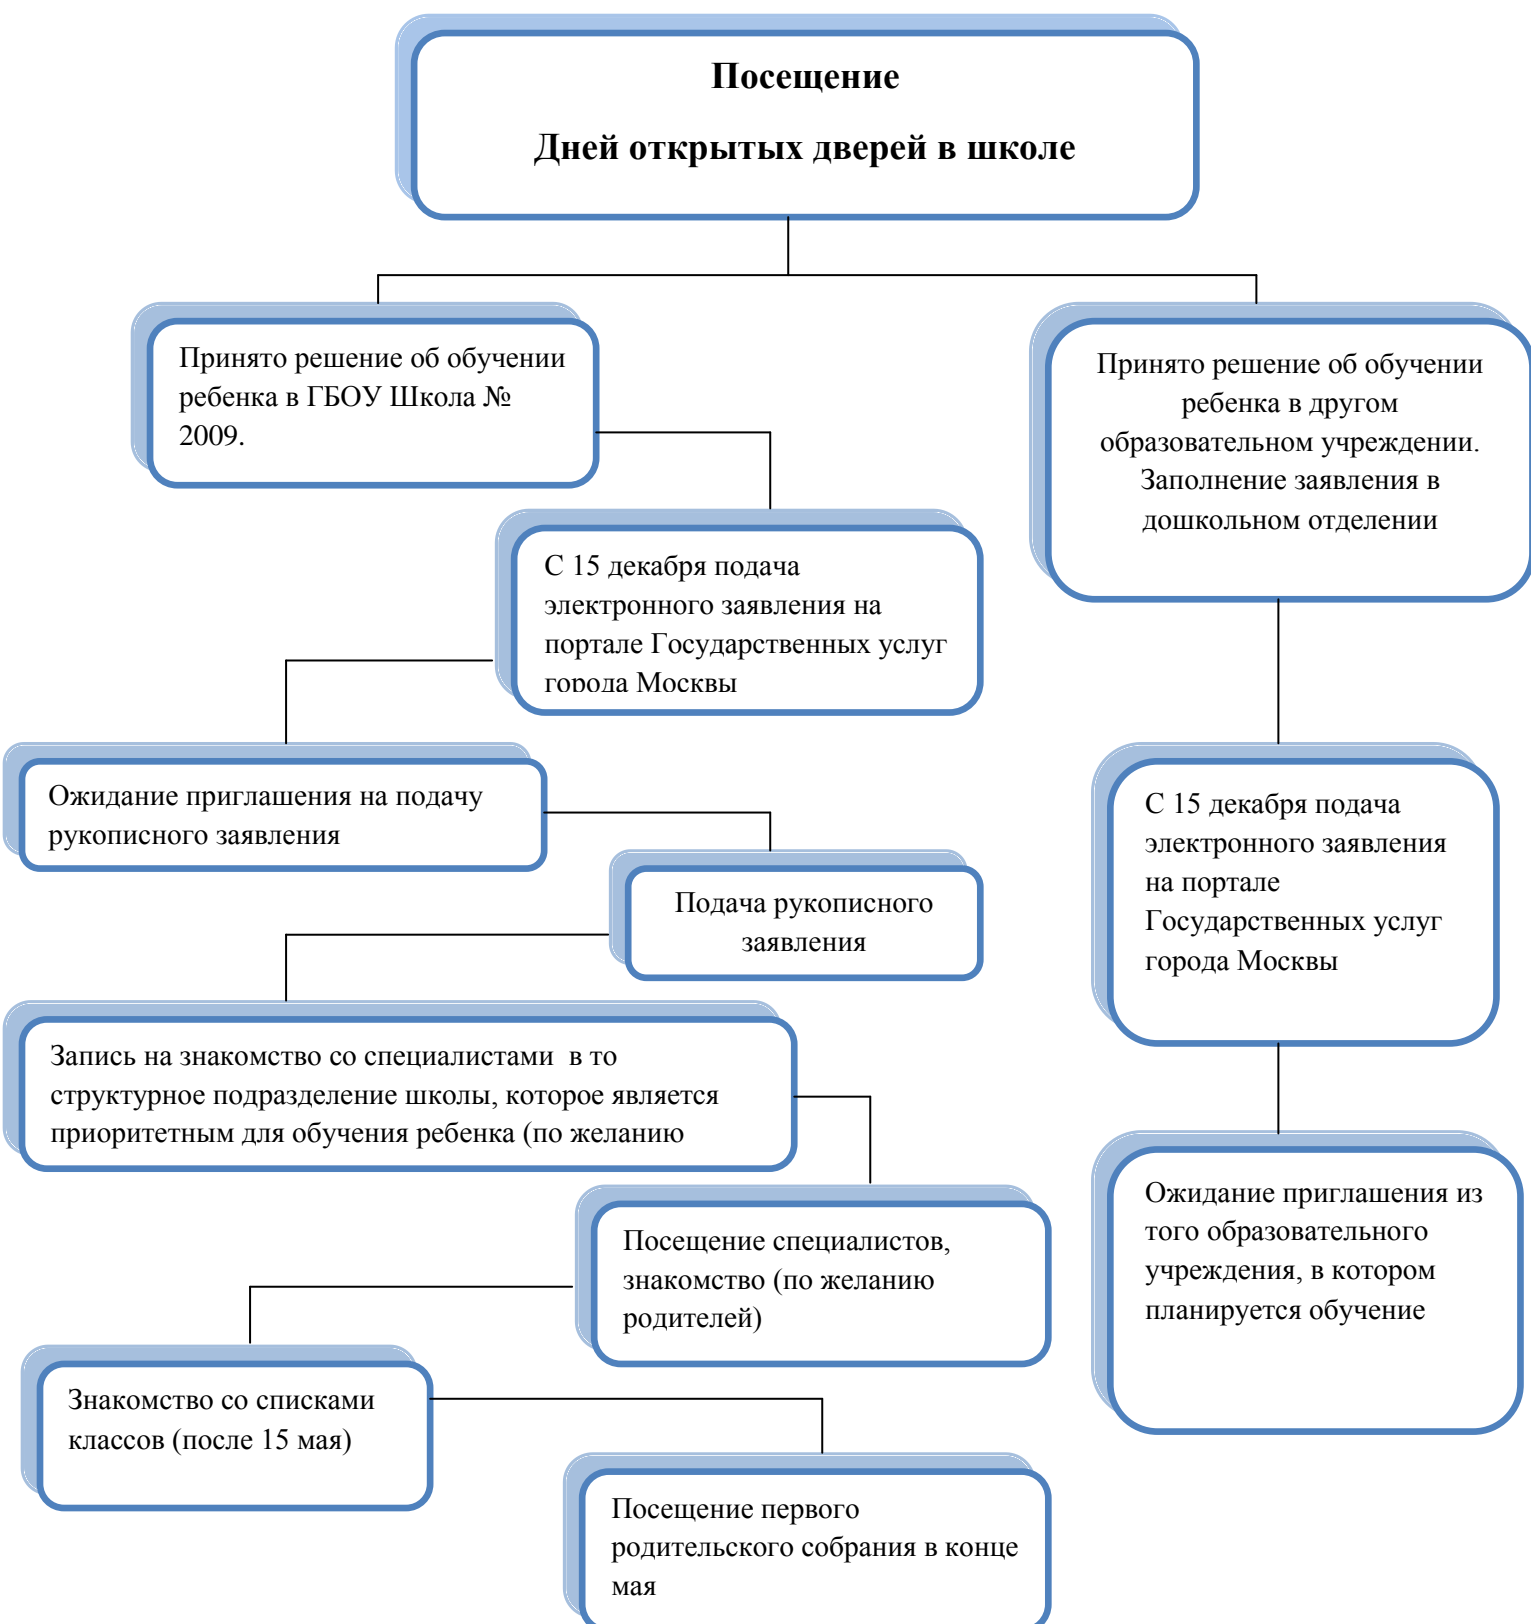 Посещение
Дней открытых дверей в школе
Принято решение об обучении
ребенка в ГБОУ Школа №
2009.
Принято решение об обучении
ребенка в другом
образовательном учреждении.
Заполнение заявления в
дошкольном отделении
С 15 декабря подача
электронного заявления на
портале Государственных услуг
города Москвы
Ожидание приглашения на подачу
рукописного заявления
С 15 декабря подача
электронного заявления
на портале
Государственных услуг
города Москвы
Подача рукописного
заявления
Запись на знакомство со специалистами  в то
структурное подразделение школы, которое является
приоритетным для обучения ребенка (по желанию
Ожидание приглашения из
того образовательного
учреждения, в котором
планируется обучение
Посещение специалистов,
знакомство (по желанию
родителей)
Знакомство со списками
классов (после 15 мая)
Посещение первого
родительского собрания в конце
мая